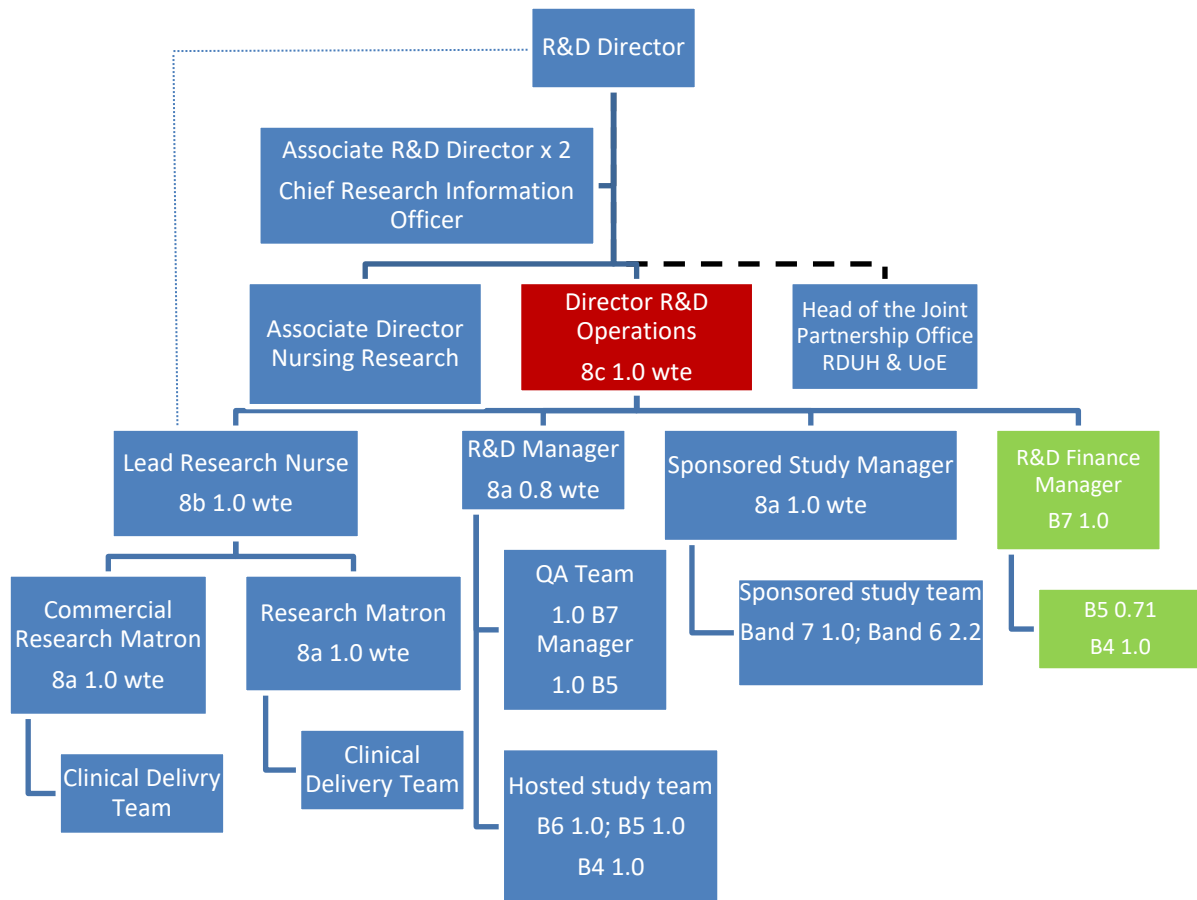 R&D Director
Associate R&D Director x 2
Chief Research Information
Officer
Associate Director
Nursing Research
Director R&D
Operations
8c 1.0 wte
Head of the Joint
Partnership Office
RDUH & UoE
Lead Research Nurse
8b 1.0 wte
R&D Manager
8a 0.8 wte
Sponsored Study Manager
8a 1.0 wte
R&D Finance
Manager
B7 1.0
Commercial
Research Matron
8a 1.0 wte
Research Matron
8a 1.0 wte
QA Team
1.0 B7
Manager
1.0 B5
Sponsored study team
Band 7 1.0; Band 6 2.2
B5 0.71
B4 1.0
Clinical Delivry
Team
Clinical
Delivery Team
Hosted study team
B6 1.0; B5 1.0
B4 1.0